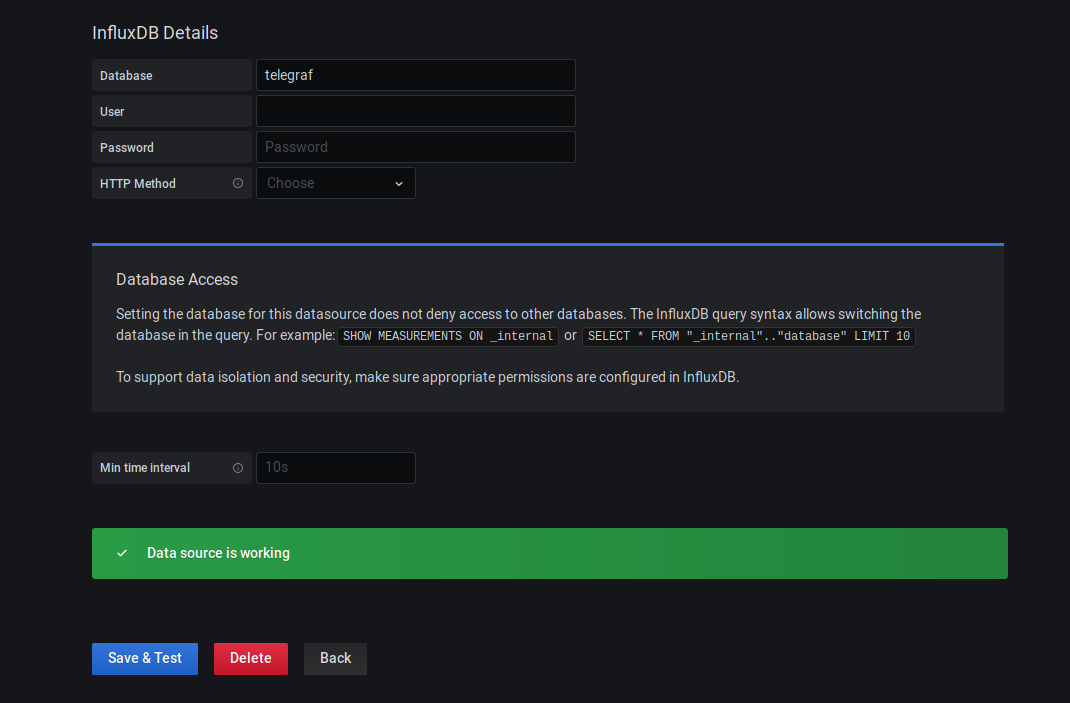 InfluxDB Details
Database telegraf
User
Password Password
HTTP Method Choose
Database Access
Setting the database for this datasource does not deny access to other databases. The InfluxDB query syntax allows switching the
database in the query. For example: SHOW MEASUREMENTS ON _internal or SELECT * FROM "_internal".."database" LIMIT 10
To support data isolation and security, make sure appropriate permissions are configured in InfluxDB.
Min time interval 10s
Data source is working
Save & Test Delete Back